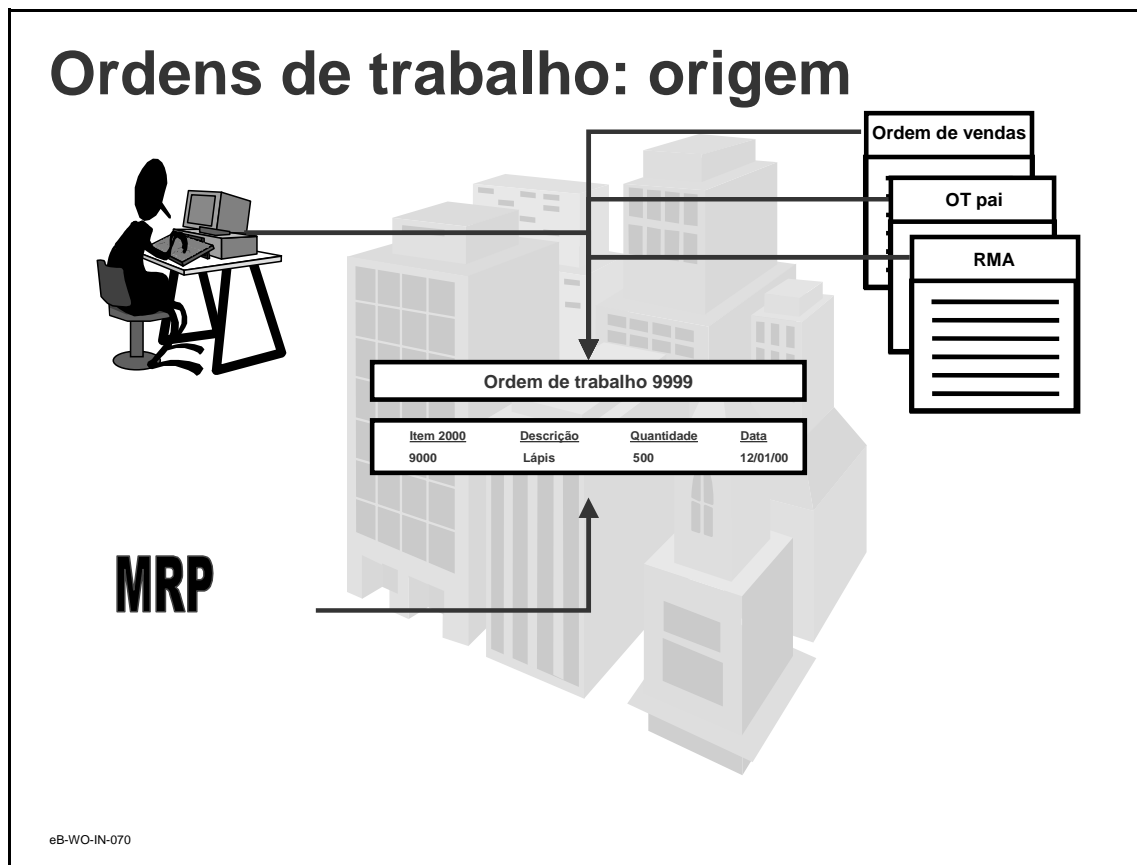 Ordens de trabalho: origem
Ordem de vendas
OT pai
RMA
Ordem de trabalho 9999
Item 2000 Descrição Quantidade Data
9000 Lápis 500 12/01/00
MRP
eB-WO-IN-070